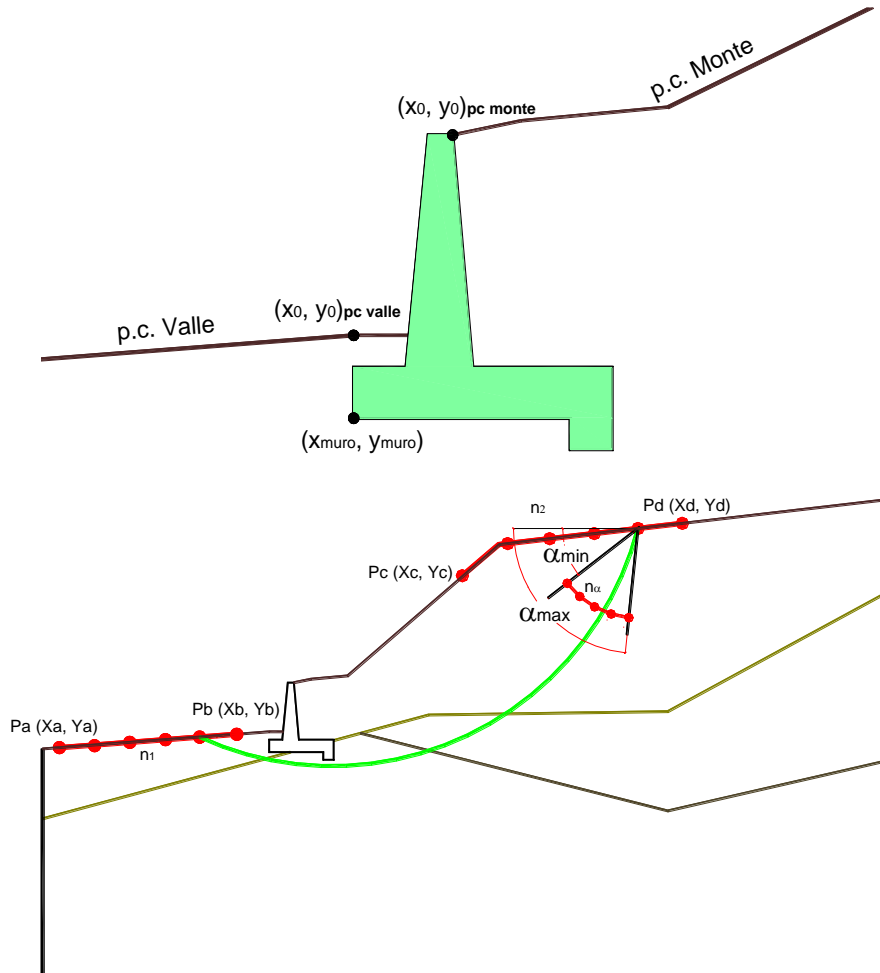 p.c. Monte
(x0, y0)pc monte
(x0, y0)pc valle
p.c. Valle
(xmuro, ymuro)
n2
Pd (Xd, Yd)
αmin
Pc (Xc, Yc)
nα
αmax
Pa (Xa, Ya)
Pb (Xb, Yb)
n1